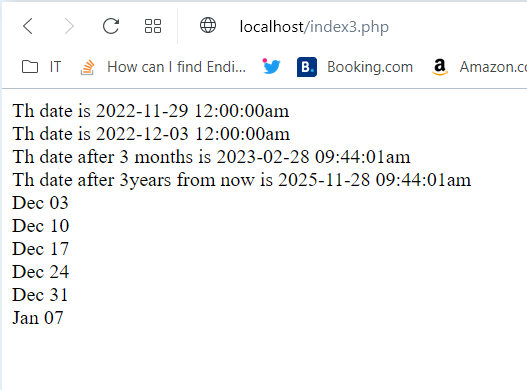 localhost/index3.php
IT How can I find Endi... Booking.com Amazon.c
Th date is 2022-11-29 12:00:00am
Th date is 2022-12-03 12:00:00am
Th date after 3 months is 2023-02-28 09:44:01am
Th date after 3years from now is 2025-11-28 09:44:01am
Dec 03
Dec 10
Dec 17
Dec 24
Dec 31
Jan 07